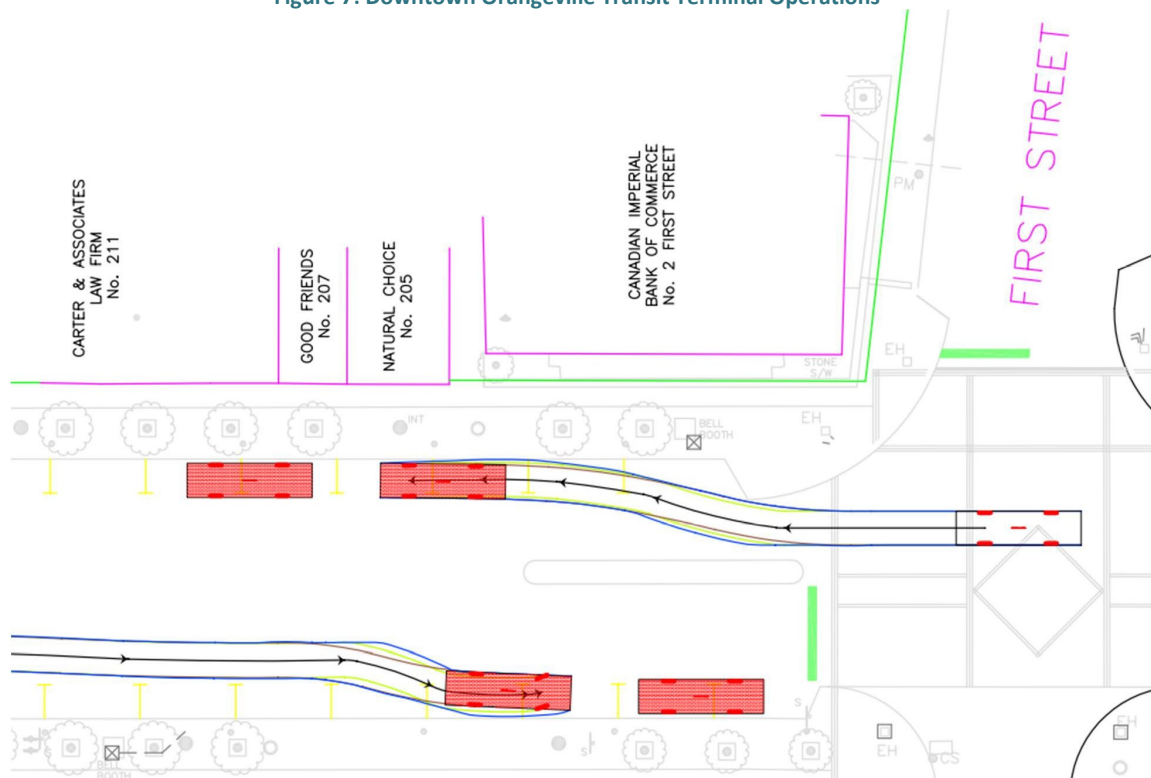 Figure 7: Downtown Orangeville Transit Terminal Operations
CARTER & ASSOCIATES
LAW FIRM
No. 211
GOOD FRIENDS
No. 207
NATURAL CHOICE
No. 205
CANADIAN IMPERIAL
BANK OF COMMERCE
No. 2 FIRST STREET
PM
FIRST STREET
STONE
S/W
EH
INT
BELL
BOOTH
EH
S
S
S
S
BELL
BOOTH
EH
CS
EH